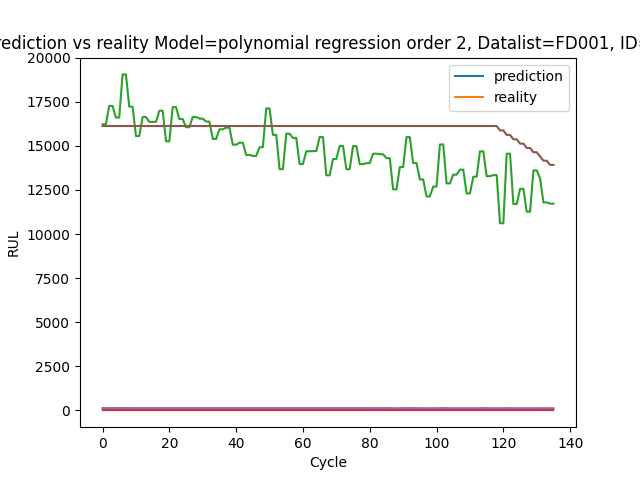 rediction vs reality Model=polynomial regression order 2, Datalist=FD001, ID=
20000
17500
15000
12500
10000
7500
5000
2500
0
RUL
prediction
reality
0 20 40 60 80 100 120 140
Cycle